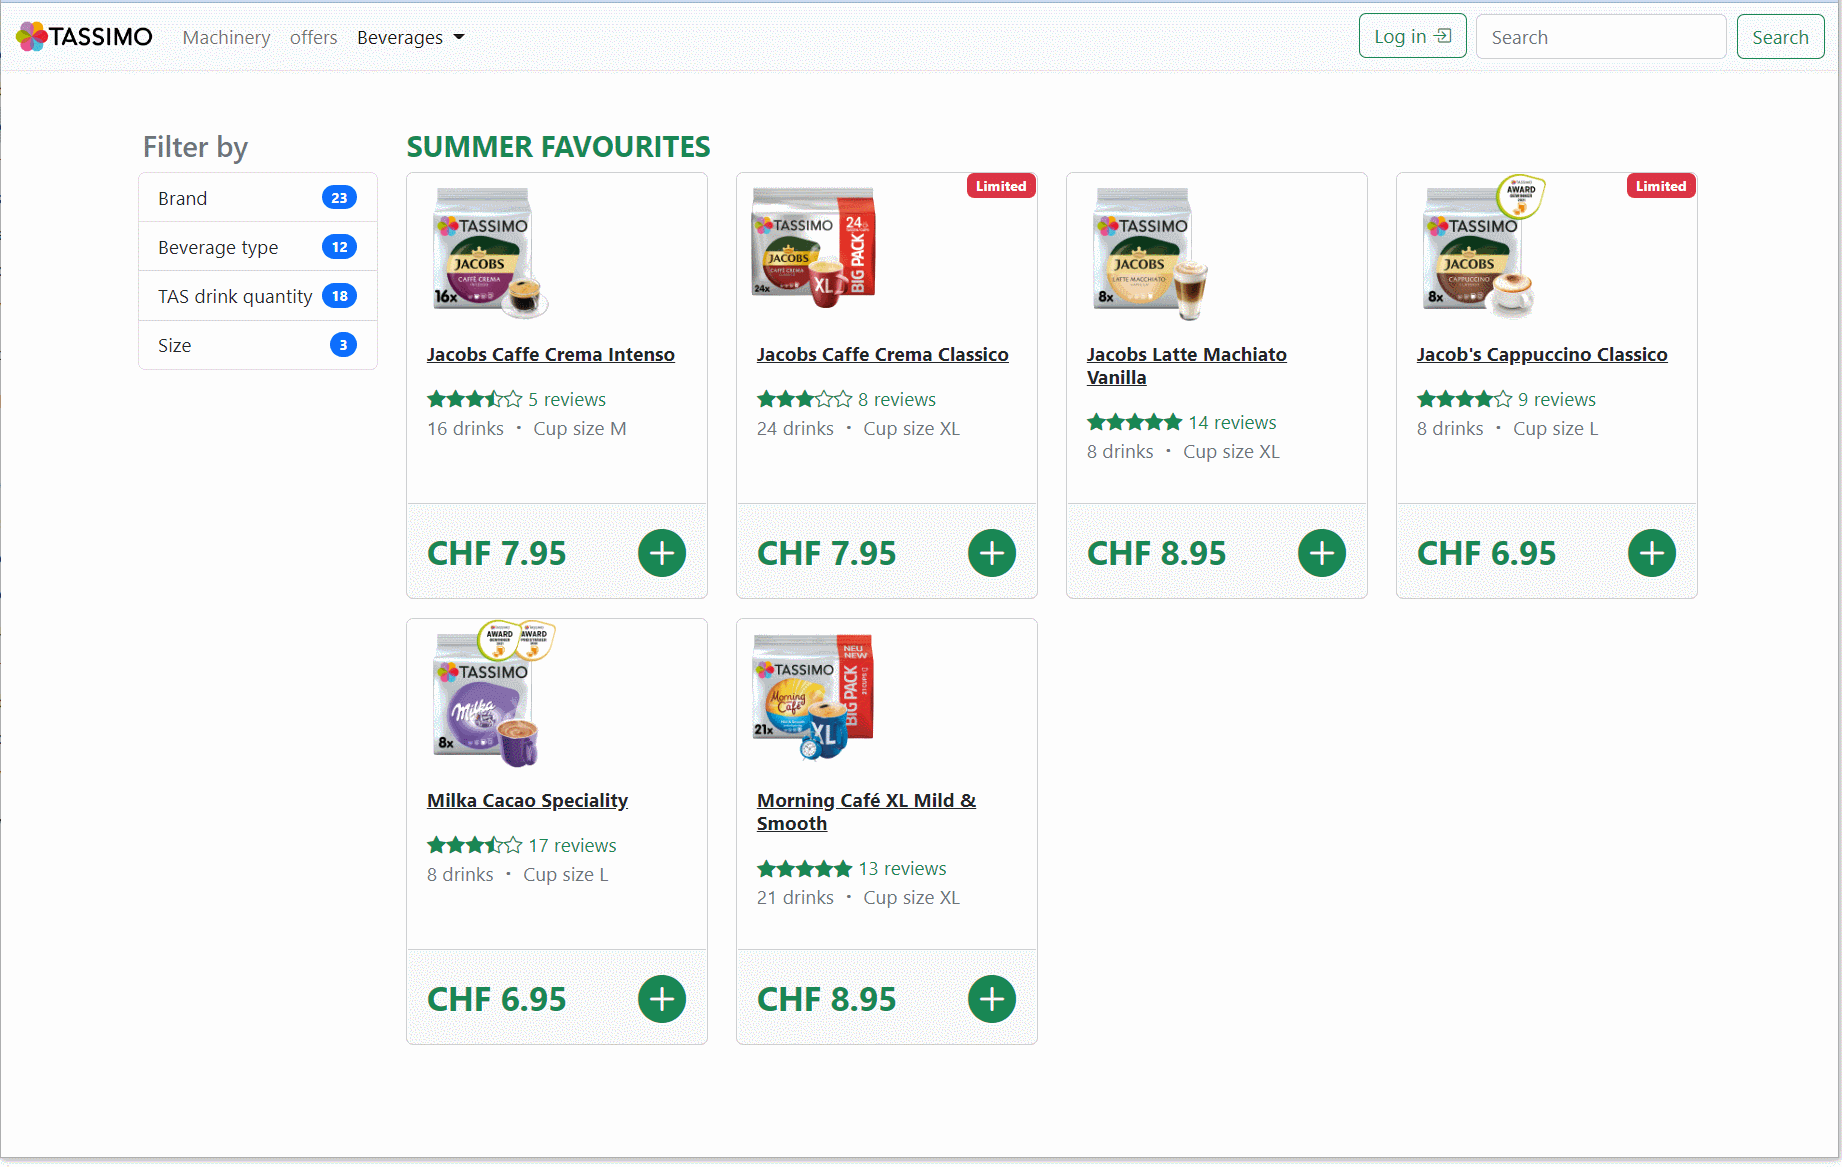 TASSIMO Machinery offers Beverages Log in Search Search
Filter by
Brand 23
Beverage type 12
TAS drink quantity 18
Size 3
SUMMER FAVOURITES
TASSIMO
JACOBS
CAFFÈ CREMA
16x
Jacobs Caffe Crema Intenso
5 reviews
16 drinks • Cup size M
CHF 7.95
Limited
TASSIMO
24
BIG PACK
JACOBS
CAFFÈ CREMA
XL
24x
Jacobs Caffe Crema Classico
8 reviews
24 drinks • Cup size XL
CHF 7.95
TASSIMO
JACOBS
LATTE MACCHIATO
8x
Jacobs Latte Machiato
Vanilla
14 reviews
8 drinks • Cup size XL
CHF 8.95
Limited
AWARD
TASSIMO
JACOBS
CAPPUCCINO
8x
Jacob's Cappuccino Classico
9 reviews
8 drinks • Cup size L
CHF 6.95
AWARD AWARD
TASSIMO
Milka
8x
Milka Cacao Speciality
17 reviews
8 drinks • Cup size L
CHF 6.95
NEU
NEW
TASSIMO
BIG PACK
Morning
Café
XL
21x
Morning Café XL Mild &
Smooth
13 reviews
21 drinks • Cup size XL
CHF 8.95